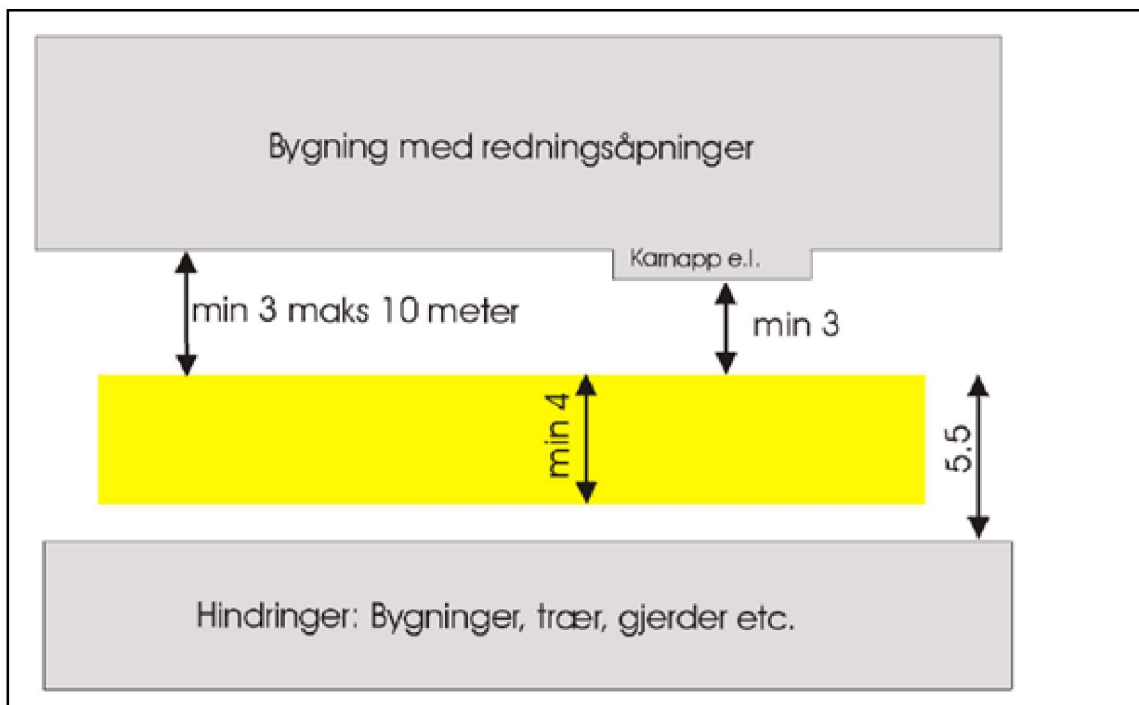 Bygning med redningsåpninger
Karnapp e.l.
min 3 maks 10 meter
min 3
min 4
5.5
Hindringer: Bygninger, trær, gjerder etc.